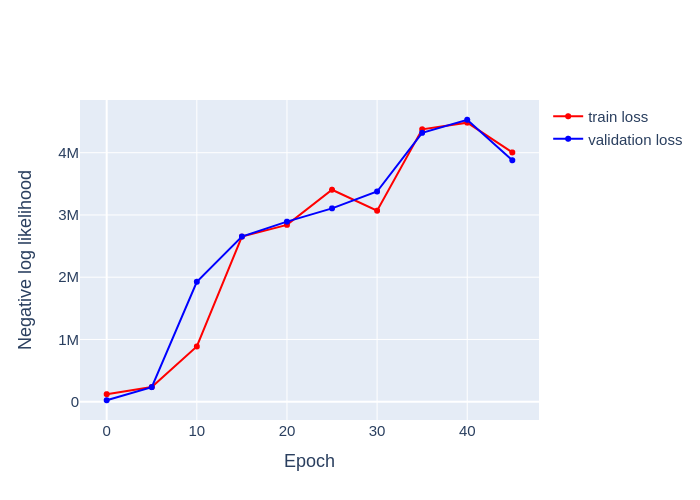 train loss
validation loss
4M
3M
2M
1M
0
Negative log likelihood
0 10 20 30 40
Epoch